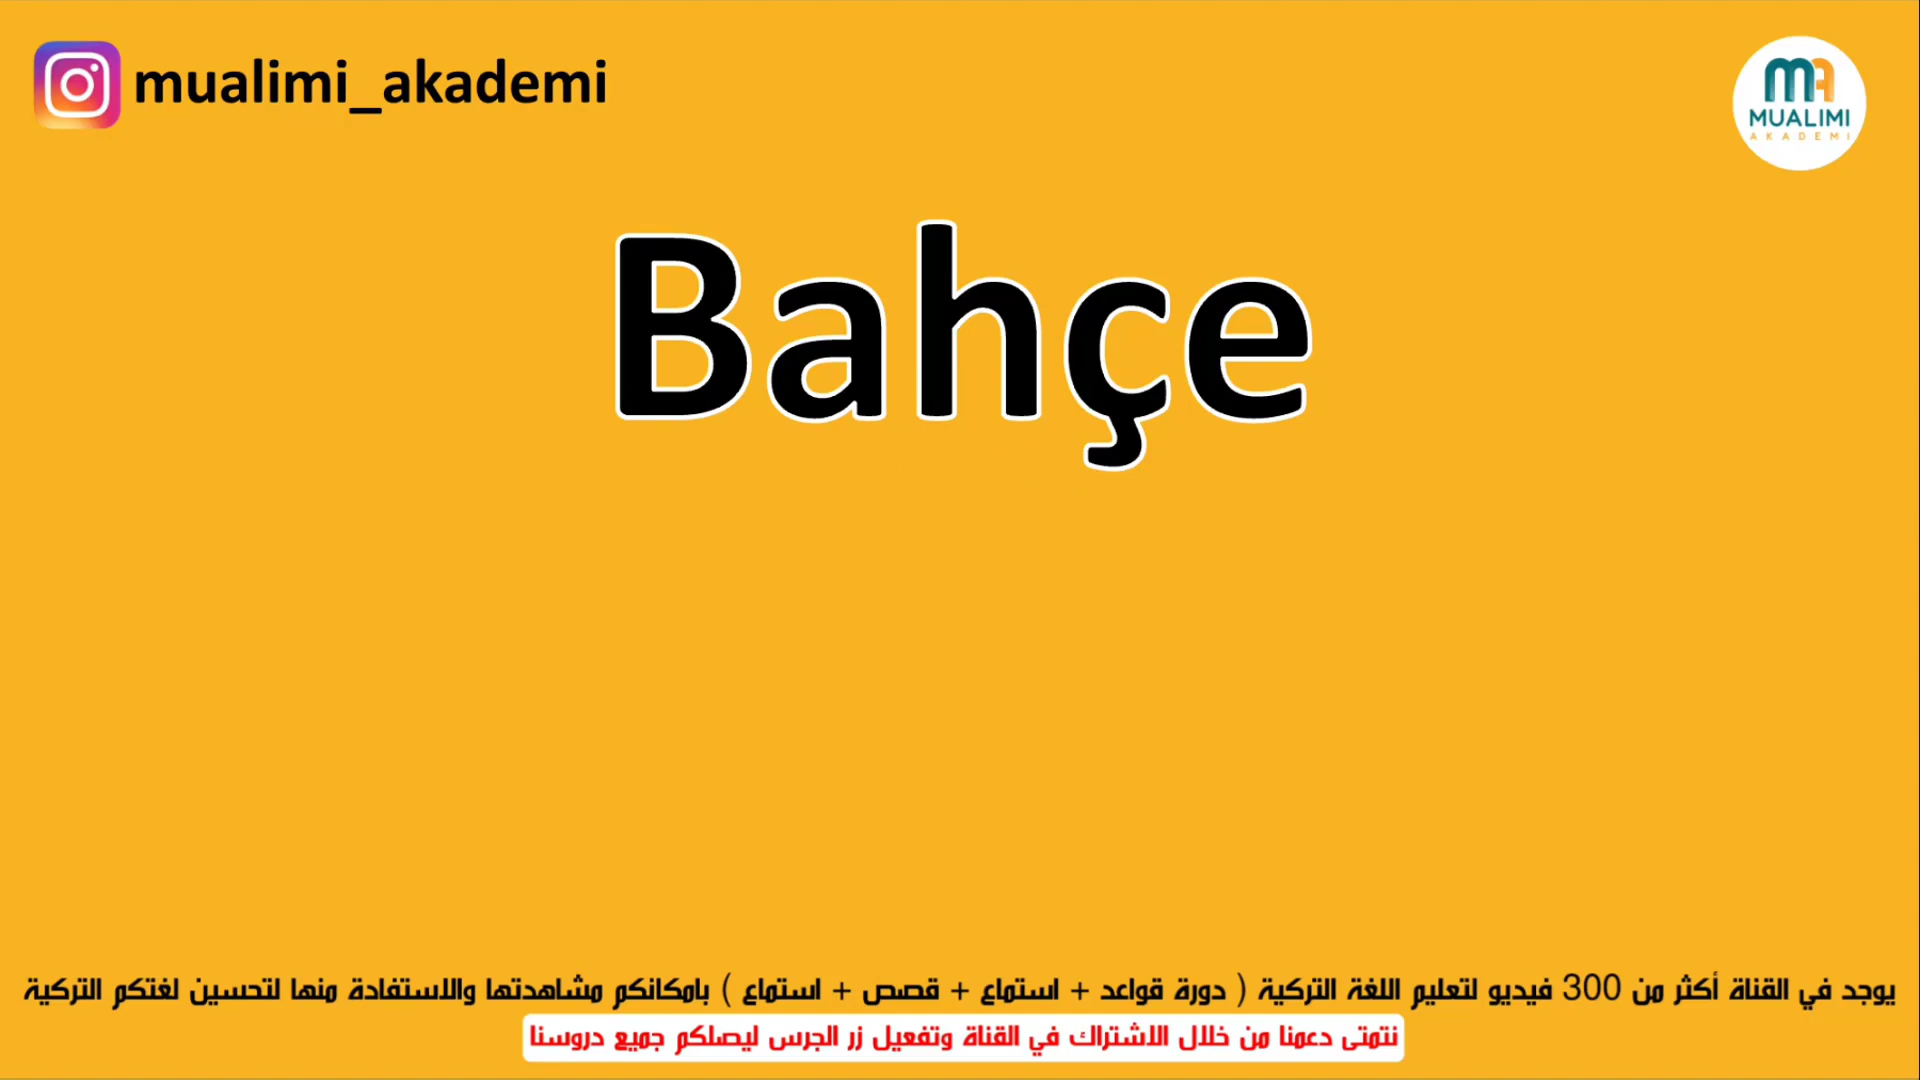 mualimi_akademi
MA
MUALIMI
AKADEMI
Bahçe
يوجد في القناة أكثر من 300 فيديو لتعليم اللغة التركية ( دورة قواعد + استماع + قصص + استماع ) بامكانكم مشاهدتها والاستفادة منها لتحسين لغتكم التركية
نتمتى دعمنا من خلال الاشتراك في القناة وتفعيل زر الجرس ليصلكم جميع دروسنا